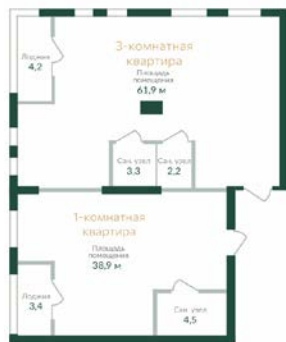 3-комнатная
квартира
Площадь
помещения
61,9 м
Лоджия
4,2
Сан. узел
3.3
Сан. узел
2,2
1-комнатная
квартира
Площадь
помещения
38,9 м
Лоджия
3,4
Сан. узел
4,5